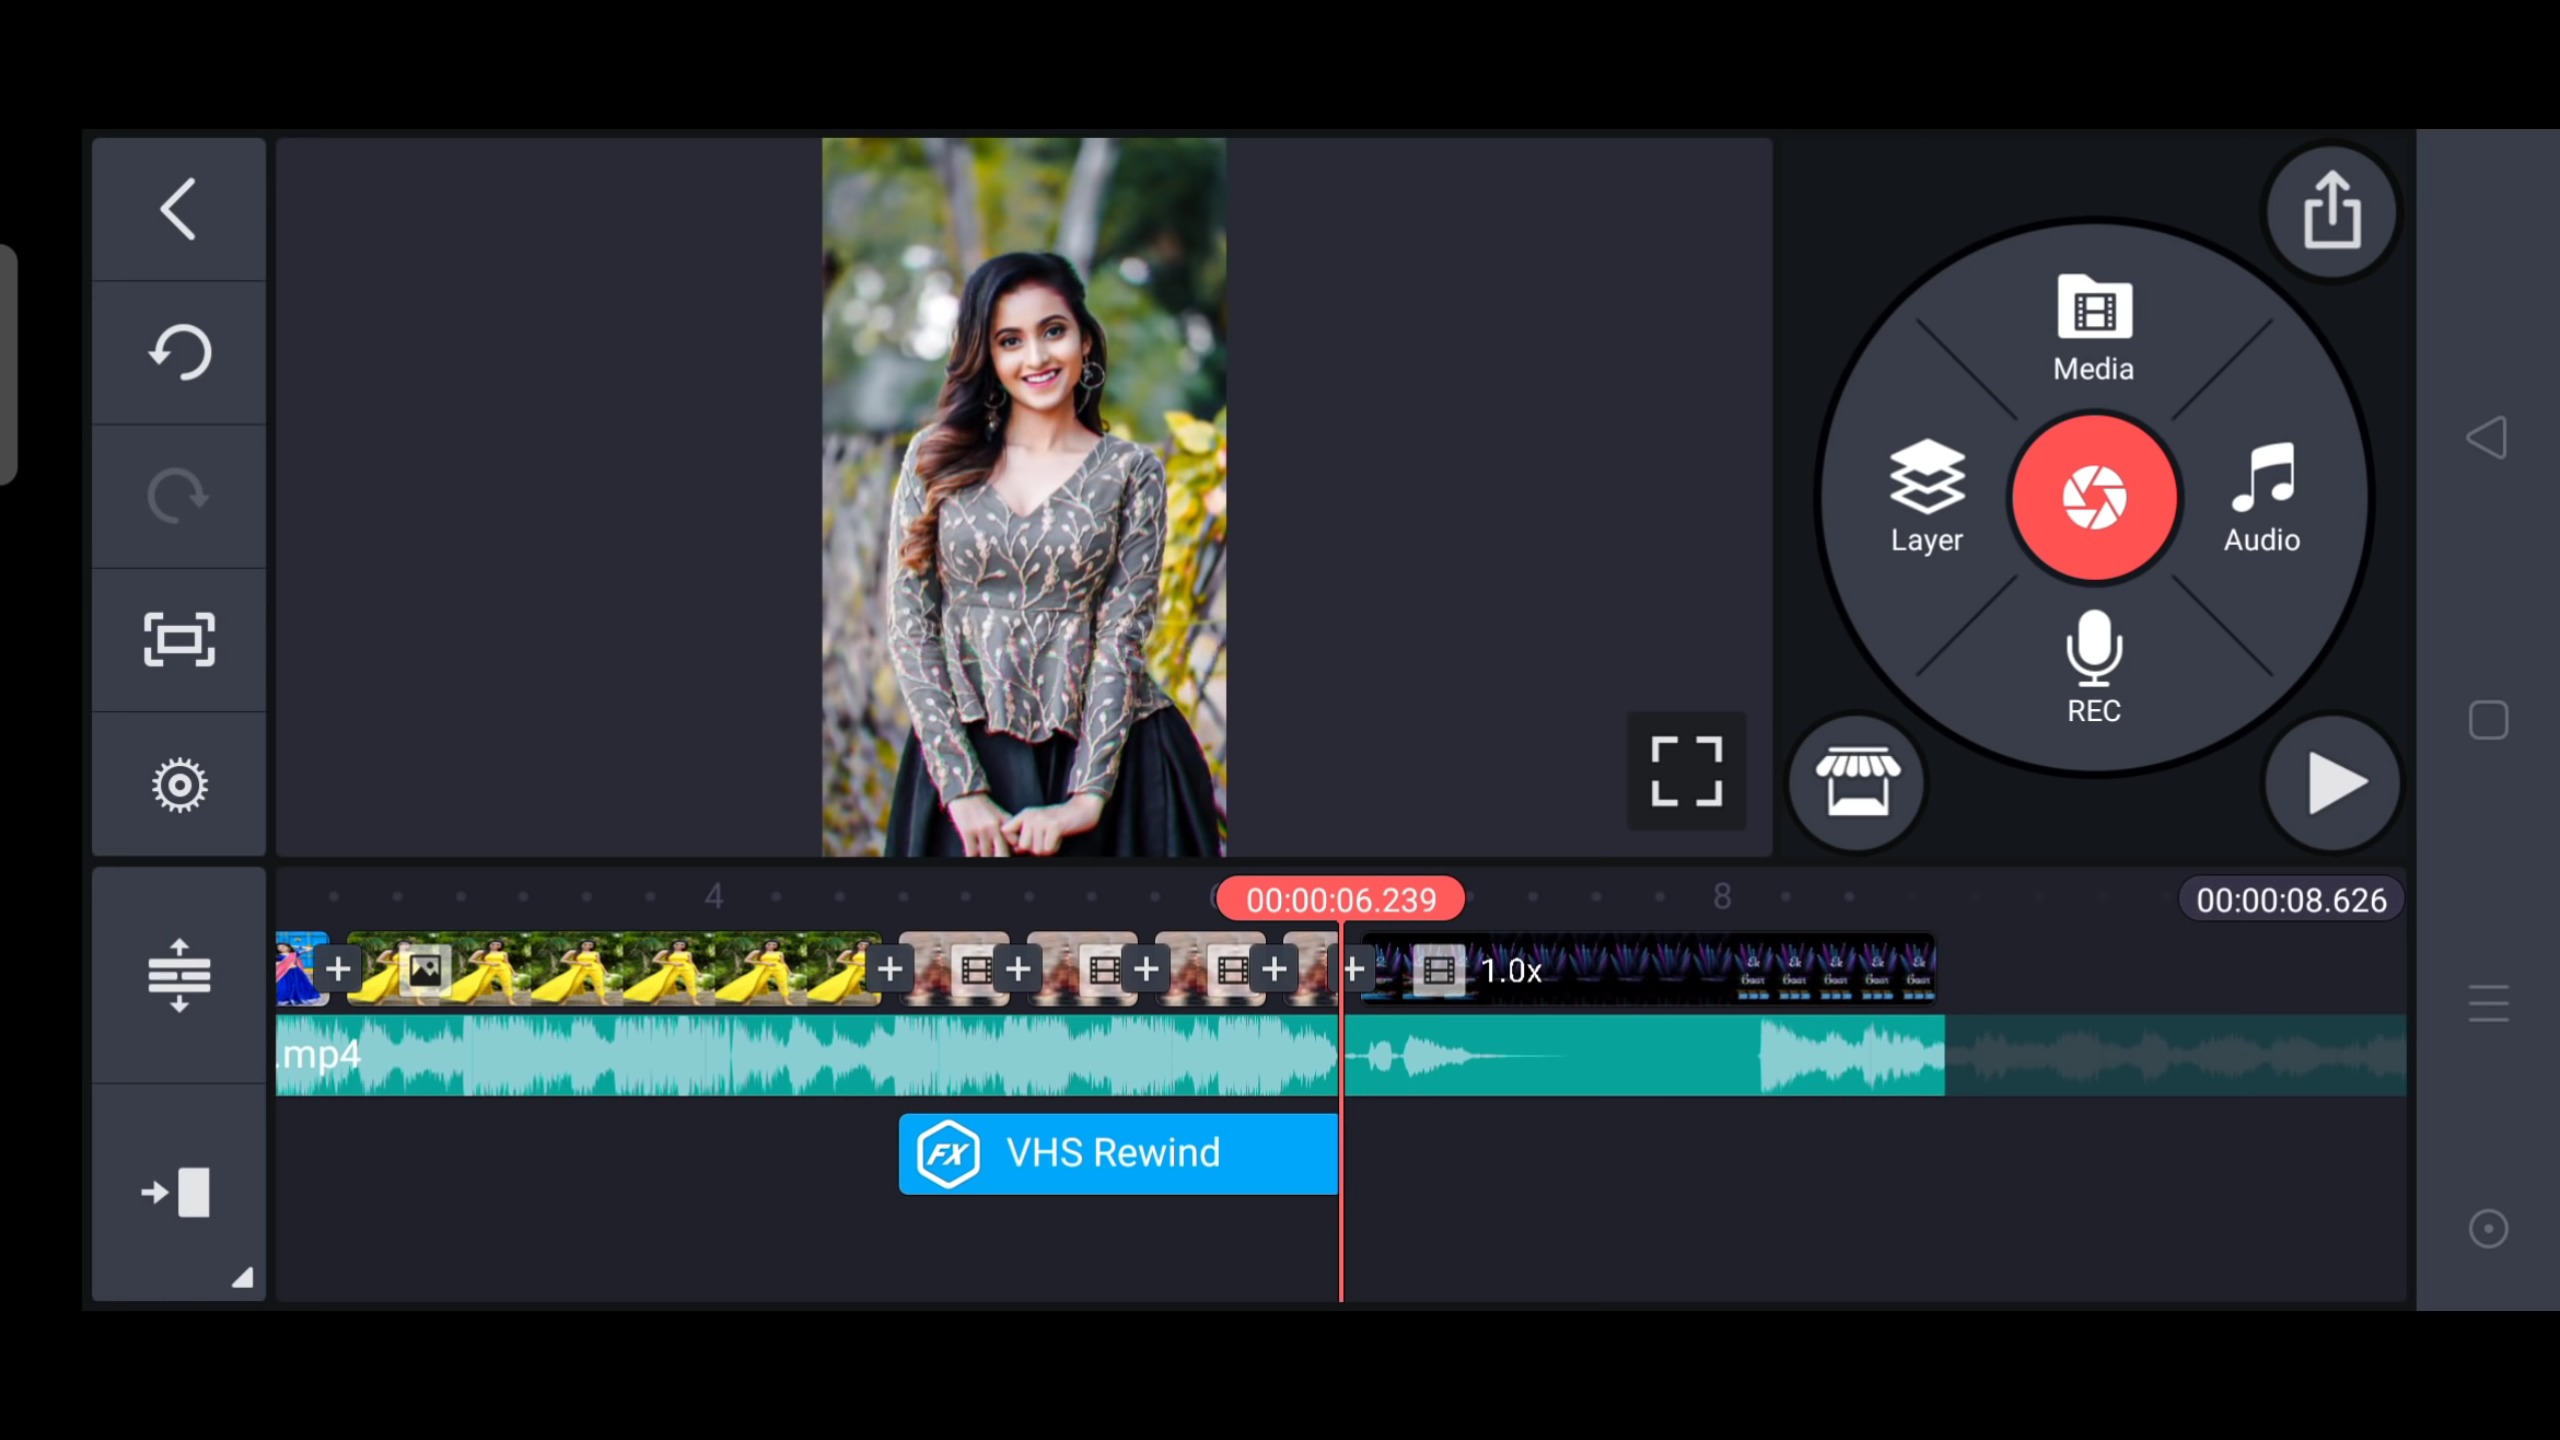 Media
Layer
Audio
REC
4
00:00:06.239
8
00:00:08.626
1.0x
&
&
&
&
&
.mp4
FX
VHS Rewind